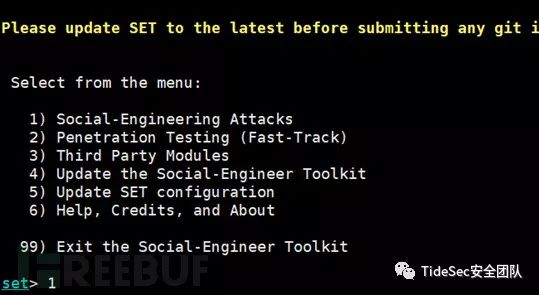 Please update SET to the latest before submitting any git i
Select from the menu:
1) Social-Engineering Attacks
2) Penetration Testing (Fast-Track)
3) Third Party Modules
4) Update the Social-Engineer Toolkit
5) Update SET configuration
6) Help, Credits, and About
99) Exit the Social-Engineer Toolkit
set> 1
FREEBUF
TideSec安全团队